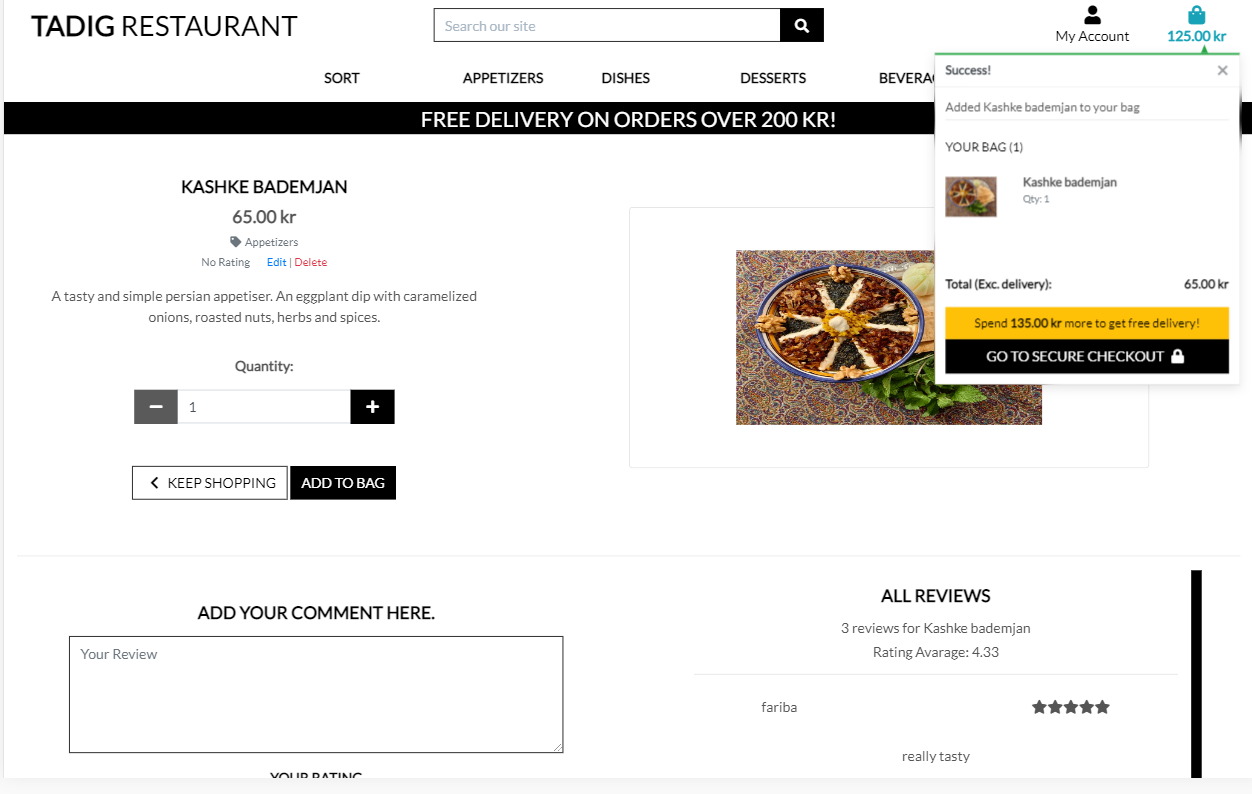 TADIG RESTAURANT
Search our site
My Account
125.00 kr
SORT
APPETIZERS
DISHES
DESSERTS
FREE DELIVERY ON ORDERS OVER 200 KR!
Success!
×
Added Kashke bademjan to your bag
YOUR BAG (1)
Kashke bademjan
Qty: 1
Total (Exc. delivery): 65.00 kr
Spend 135.00 kr more to get free delivery!
GO TO SECURE CHECKOUT
KASHKE BADEMJAN
65.00 kr
Appetizers
No Rating Edit | Delete
A tasty and simple persian appetiser. An eggplant dip with caramelized
onions, roasted nuts, herbs and spices.
Quantity:
1
KEEP SHOPPING
ADD TO BAG
ADD YOUR COMMENT HERE.
Your Review
YOUR RATING
ALL REVIEWS
3 reviews for Kashke bademjan
Rating Avarage: 4.33
fariba
really tasty